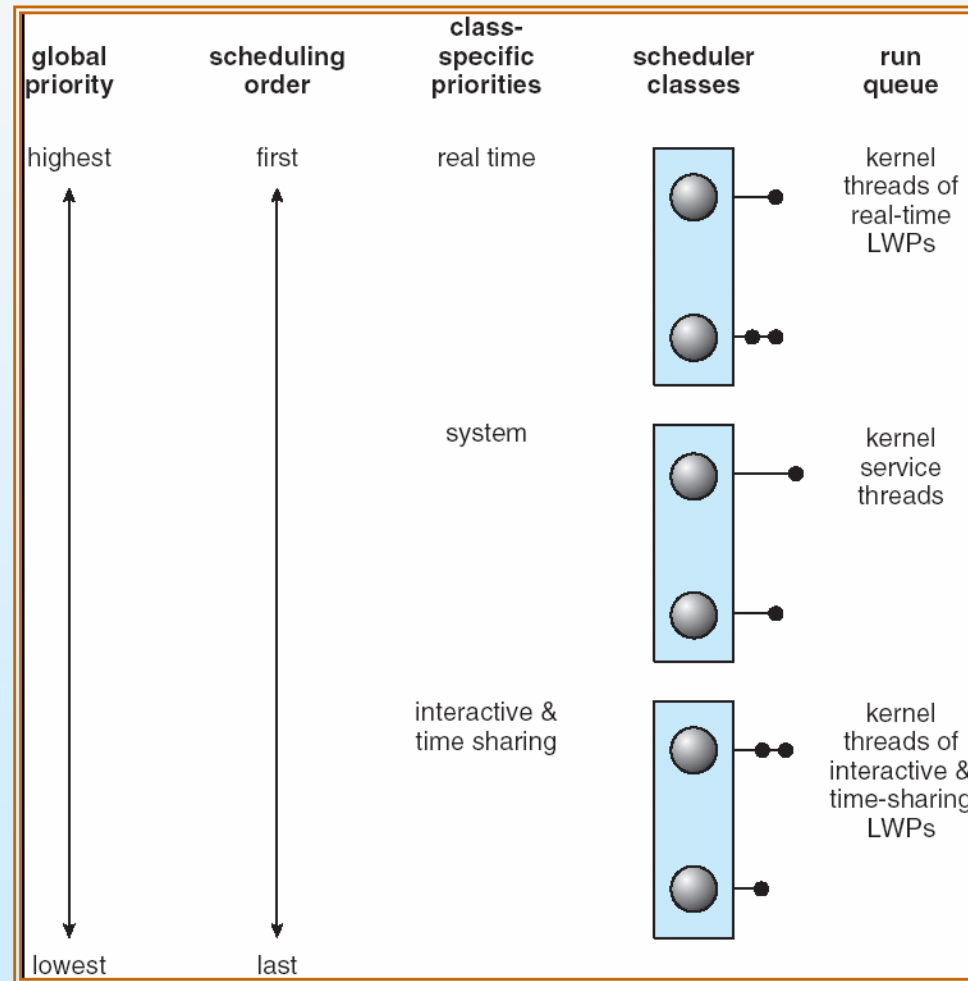 global
priority
scheduling
order
class-
specific
priorities
scheduler
classes
run
queue
highest
first
real time
kernel
threads of
real-time
LWPs
system
kernel
service
threads
interactive &
time sharing
kernel
threads of
interactive &
time-sharing
LWPs
lowest
last